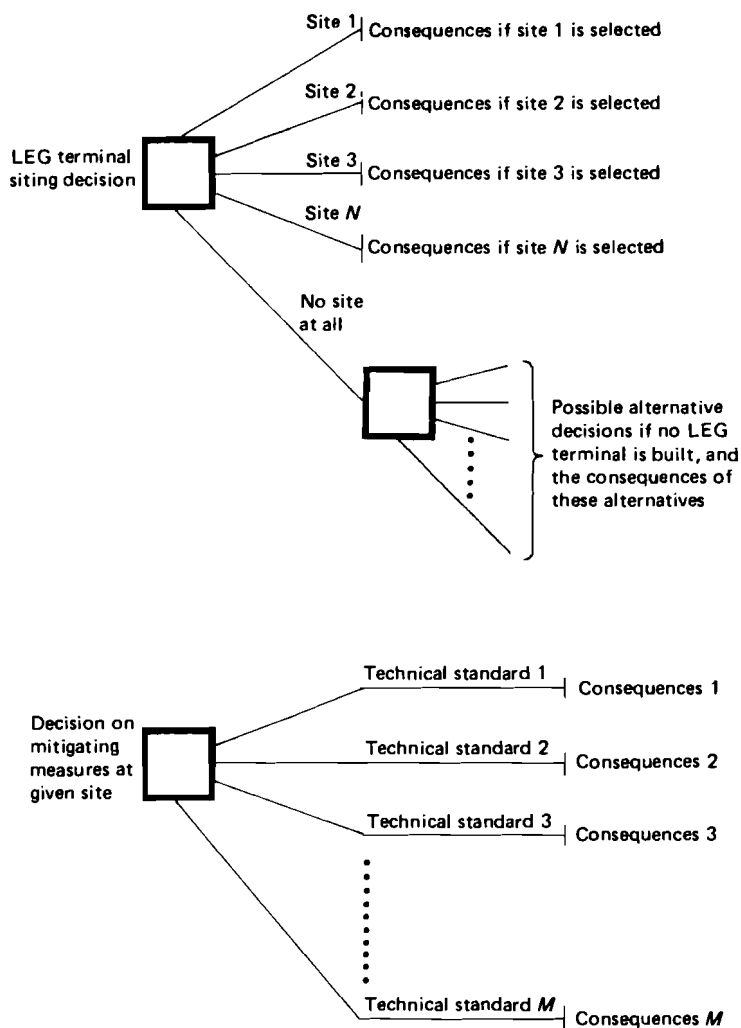 Site 1
Consequences if site 1 is selected
Site 2
Consequences if site 2 is selected
LEG terminal
siting decision
Site 3
Consequences if site 3 is selected
Site N
Consequences if site N is selected
No site
at all
Possible alternative
decisions if no LEG
terminal is built, and
the consequences of
these alternatives
Technical standard 1
Consequences 1
Decision on
mitigating
measures at
given site
Technical standard 2
Consequences 2
Technical standard 3
Consequences 3
Technical standard M
Consequences M